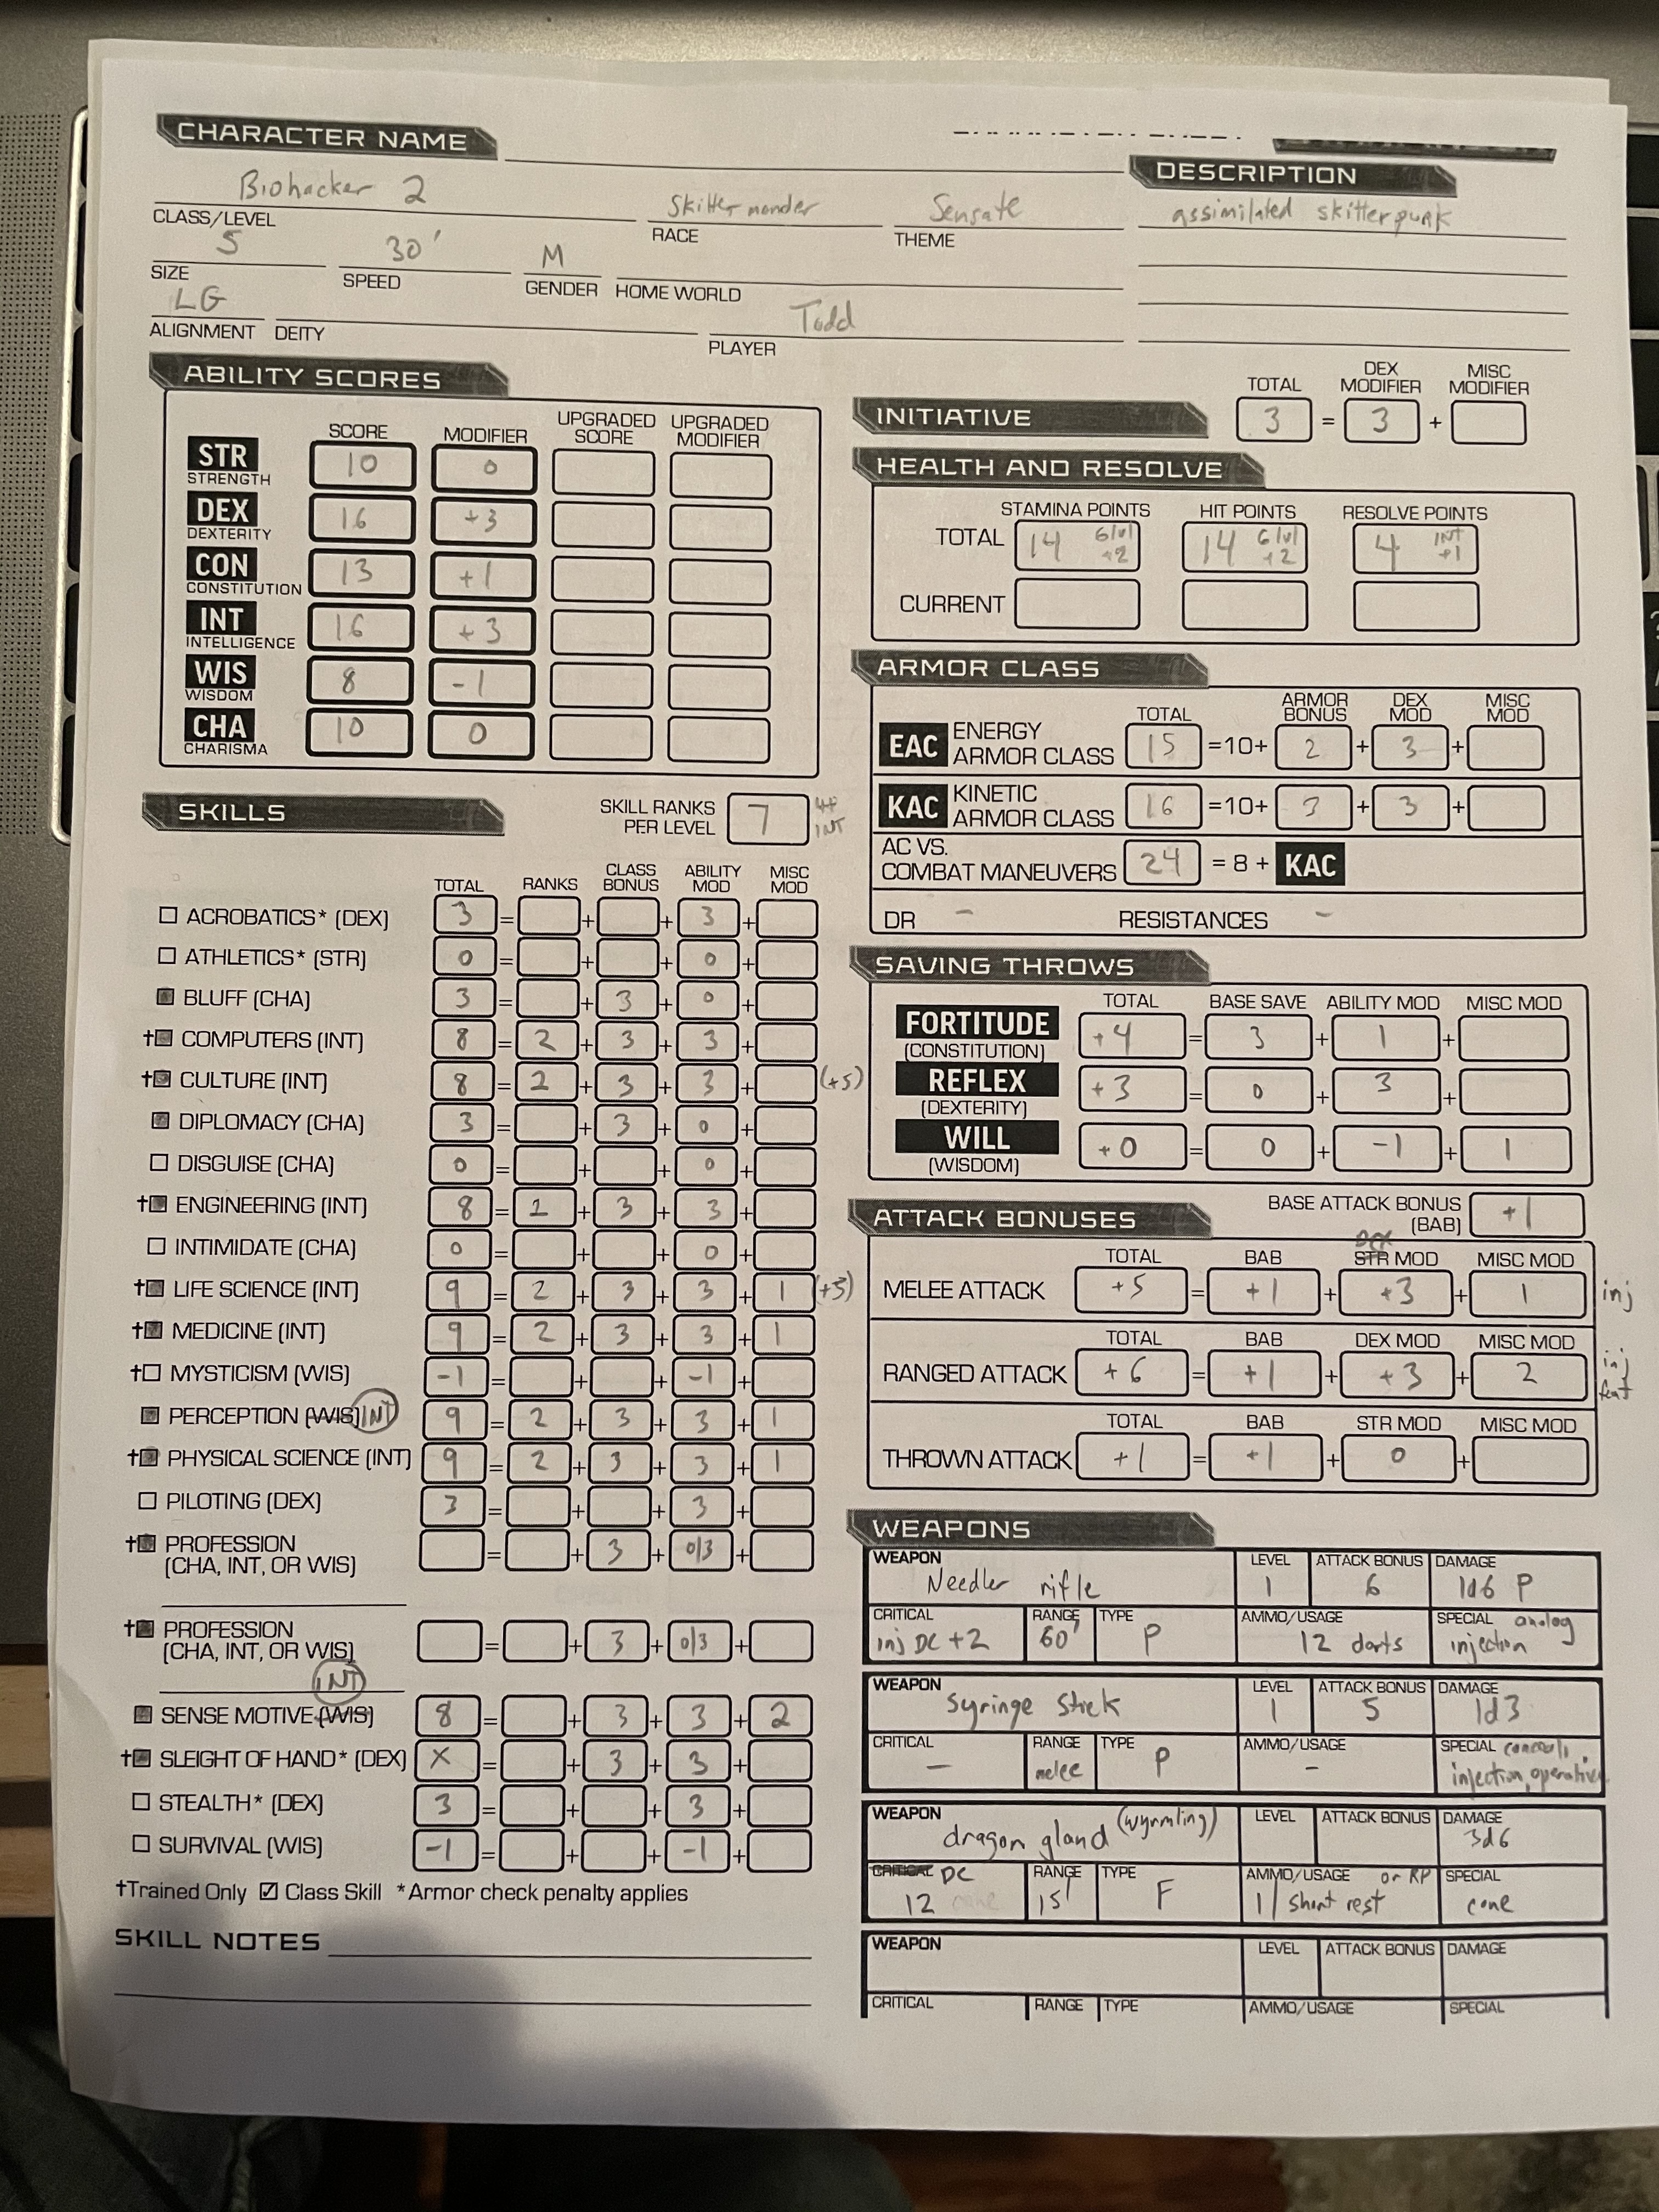 CHARACTER NAME
DESCRIPTION
Biohacker 2 Skittermander Sensate assimilated skitterpunk
CLASS/LEVEL RACE THEME
S 30' M
SIZE SPEED GENDER HOME WORLD
LG Todd
ALIGNMENT DEITY PLAYER
ABILITY SCORES
SCORE MODIFIER UPGRADED SCORE UPGRADED MODIFIER
STR STRENGTH 10 0
DEX DEXTERITY 16 +3
CON CONSTITUTION 13 +1
INT INTELLIGENCE 16 +3
WIS WISDOM 8 -1
CHA CHARISMA 10 0
SKILLS
SKILL RANKS PER LEVEL 7 INT
TOTAL RANKS CLASS BONUS ABILITY MOD MISC MOD
ACROBATICS* (DEX) 3 = + + 3 +
ATHLETICS* (STR) 0 = + + 0 +
BLUFF (CHA) 3 = + 3 + 0 +
†COMPUTERS (INT) 8 = 2 + 3 + 3 +
†CULTURE (INT) 8 = 2 + 3 + 3 + (+5)
DIPLOMACY (CHA) 3 = + 3 + 0 +
DISGUISE (CHA) 0 = + + 0 +
†ENGINEERING (INT) 8 = 2 + 3 + 3 +
INTIMIDATE (CHA) 0 = + + 0 +
†LIFE SCIENCE (INT) 9 = 2 + 3 + 3 + 1 (+3)
†MEDICINE (INT) 9 = 2 + 3 + 3 + 1
†MYSTICISM (WIS) -1 = + + -1 +
PERCEPTION (WIS) INT 9 = 2 + 3 + 3 + 1
†PHYSICAL SCIENCE (INT) 9 = 2 + 3 + 3 + 1
PILOTING (DEX) 3 = + + 3 +
†PROFESSION = + 3 + 0/3 +
(CHA, INT, OR WIS)
†PROFESSION = + 3 + 0/3 +
(CHA, INT, OR WIS)
INT
SENSE MOTIVE (WIS) 8 = + 3 + 3 + 2
†SLEIGHT OF HAND* (DEX) X = + 3 + 3 +
STEALTH* (DEX) 3 = + + 3 +
SURVIVAL (WIS) -1 = + + -1 +
†Trained Only ☑ Class Skill *Armor check penalty applies
SKILL NOTES
TOTAL DEX MODIFIER MISC MODIFIER
INITIATIVE 3 = 3 +
HEALTH AND RESOLVE
STAMINA POINTS HIT POINTS RESOLVE POINTS
TOTAL 14 6/lvl +2 14 6/lvl +2 4 INT +1
CURRENT
ARMOR CLASS
TOTAL ARMOR BONUS DEX MOD MISC MOD
EAC ENERGY ARMOR CLASS 15 =10+ 2 + 3 +
KAC KINETIC ARMOR CLASS 16 =10+ 3 + 3 +
AC VS. COMBAT MANEUVERS 24 = 8 + KAC
DR - RESISTANCES -
SAVING THROWS
TOTAL BASE SAVE ABILITY MOD MISC MOD
FORTITUDE (CONSTITUTION) +4 = 3 + 1 +
REFLEX (DEXTERITY) +3 = 0 + 3 +
WILL (WISDOM) +0 = 0 + -1 + 1
ATTACK BONUSES
BASE ATTACK BONUS (BAB) +1
DEX
TOTAL BAB STR MOD MISC MOD
MELEE ATTACK +5 = +1 + +3 + 1 inj
TOTAL BAB DEX MOD MISC MOD
RANGED ATTACK +6 = +1 + +3 + 2 inj feat
TOTAL BAB STR MOD MISC MOD
THROWN ATTACK +1 = +1 + 0 +
WEAPONS
WEAPON LEVEL ATTACK BONUS DAMAGE
Needler rifle 1 6 1d6 P
CRITICAL RANGE TYPE AMMO/USAGE SPECIAL analog
inj DC +2 60' P 12 darts injection
WEAPON LEVEL ATTACK BONUS DAMAGE
Syringe Stick 1 5 1d3
CRITICAL RANGE TYPE AMMO/USAGE SPECIAL
— melee P - injection, operative
WEAPON LEVEL ATTACK BONUS DAMAGE
dragon gland (wyrmling) 3d6
CRITICAL DC RANGE TYPE AMMO/USAGE or RP SPECIAL
12 15' F 1/short rest cone
WEAPON LEVEL ATTACK BONUS DAMAGE
CRITICAL RANGE TYPE AMMO/USAGE SPECIAL